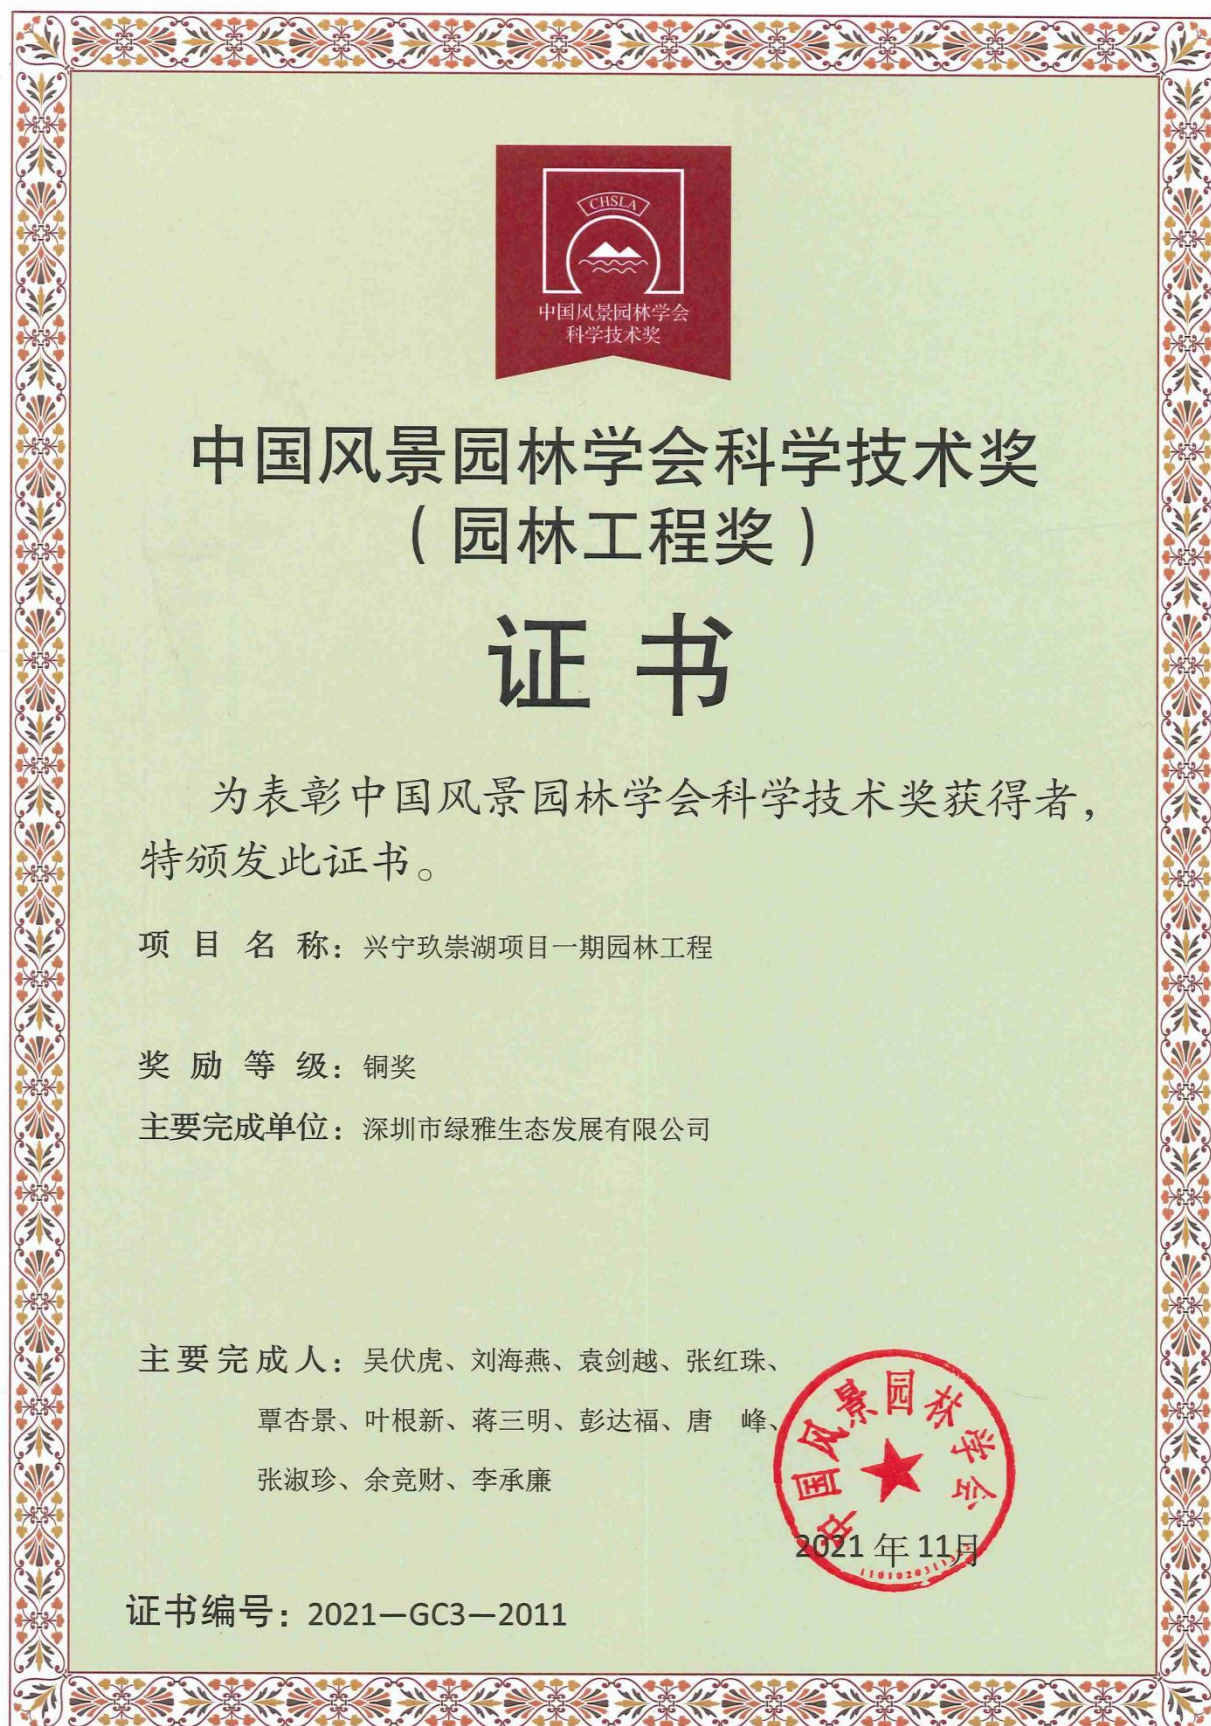 CHSLA
中国风景园林学会
科学技术奖
中国风景园林学会科学技术奖
（园林工程奖）
证书
为表彰中国风景园林学会科学技术奖获得者，
特颁发此证书。
项目名称：兴宁玖崇湖项目一期园林工程
奖励等级：铜奖
主要完成单位：深圳市绿雅生态发展有限公司
主要完成人：吴伏虎、刘海燕、袁剑越、张红珠、
覃杏景、叶根新、蒋三明、彭达福、唐　峰、
张淑珍、余竞财、李承廉
中国风景园林学会
2021年11月
证书编号：2021—GC3—2011